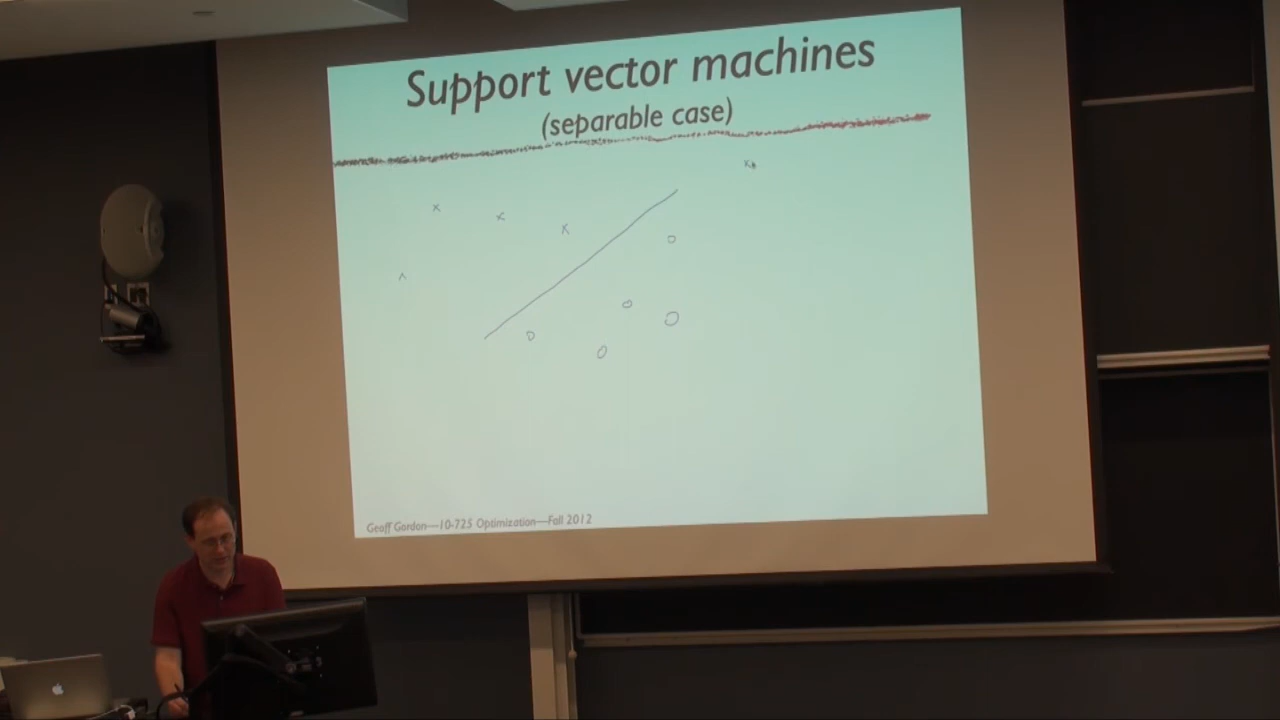 Support vector machines
(separable case)
Geoff Gordon—10-725 Optimization—Fall 2012